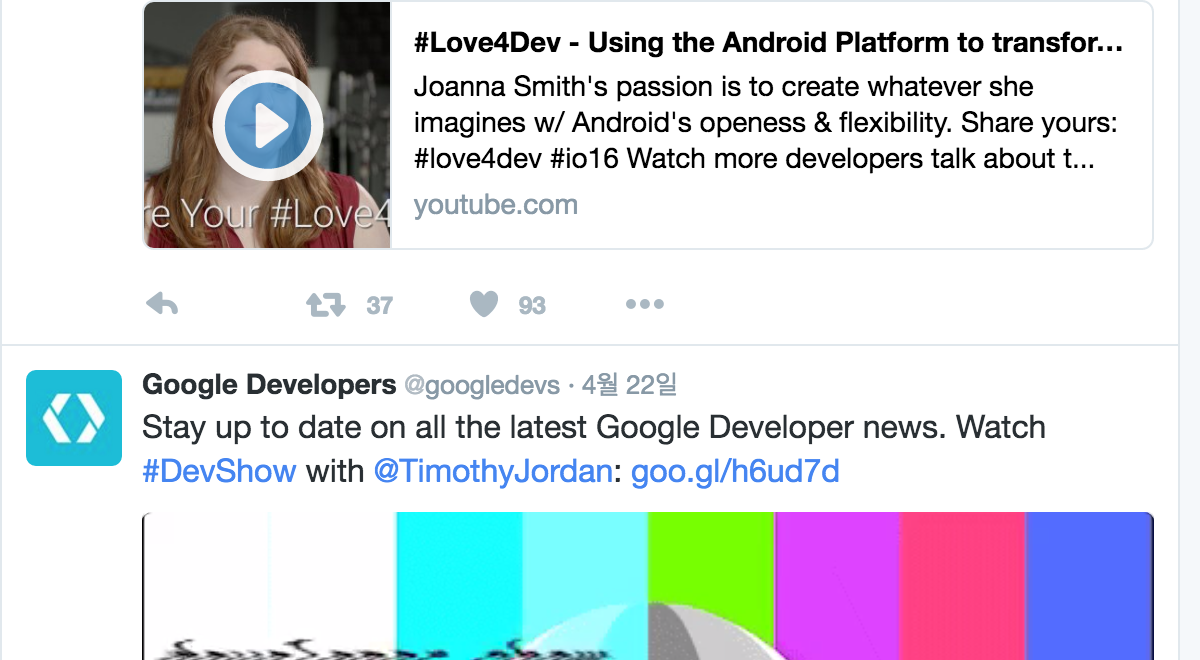 #Love4Dev - Using the Android Platform to transfor...
Joanna Smith's passion is to create whatever she
imagines w/ Android's openess & flexibility. Share yours:
#love4dev #io16 Watch more developers talk about t...
youtube.com
re Your #Love4
37 93
Google Developers @googledevs · 4월 22일
Stay up to date on all the latest Google Developer news. Watch
#DevShow with @TimothyJordan: goo.gl/h6ud7d